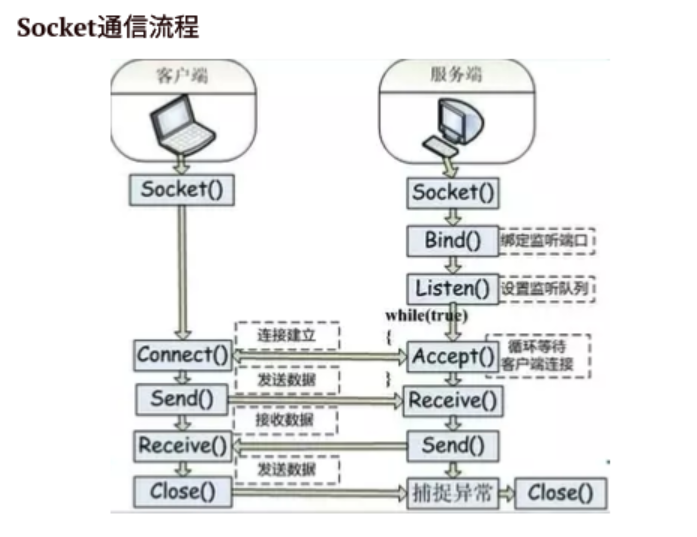 Socket通信流程
客户端
服务端
Socket()
Socket()
Bind()
绑定监听端口
Listen()
设置监听队列
while(true)
{
连接建立
Connect()
Accept()
循环等待
客户端连接
}
发送数据
Send()
Receive()
接收数据
Receive()
Send()
发送数据
Close()
捕捉异常
Close()